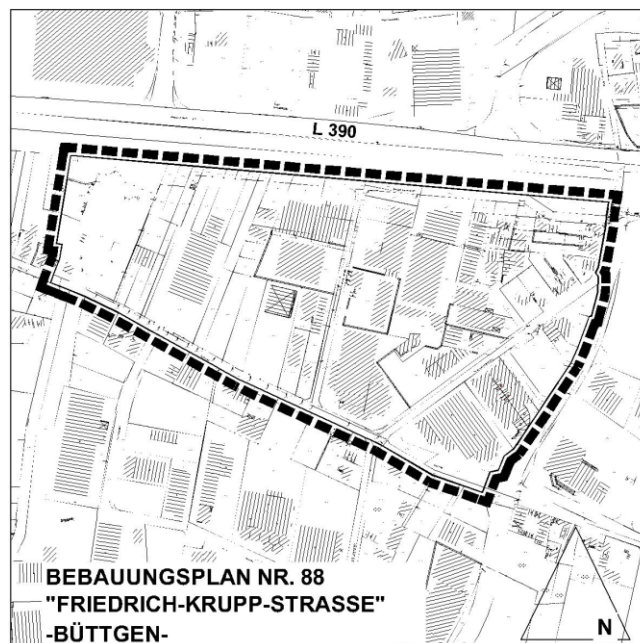 L 390
BEBAUUNGSPLAN NR. 88
"FRIEDRICH-KRUPP-STRASSE"
-BÜTTGEN-
N